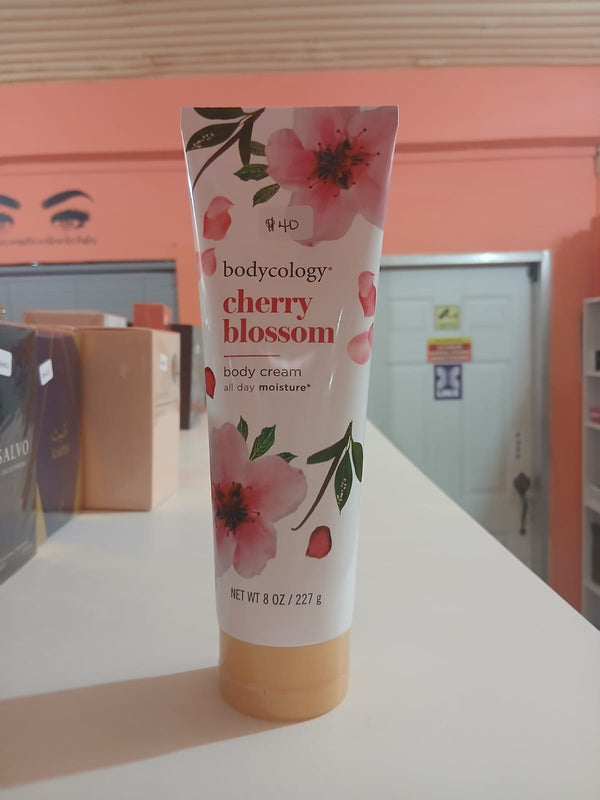 $40
bodycology®
cherry
blossom
body cream
all day moisture*
NET WT 8 OZ / 227 g
SALVO